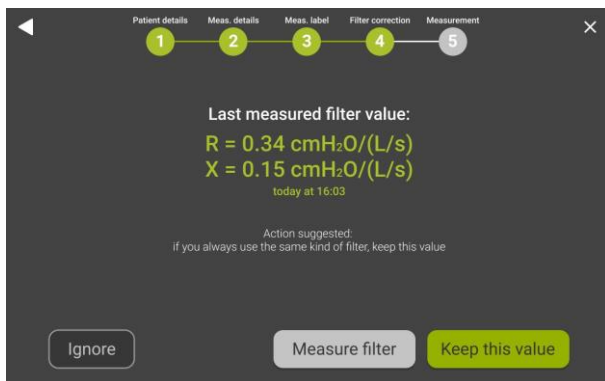 Patient details Meas. details Meas. label Filter correction Measurement
1 2 3 4 5
Last measured filter value:
R = 0.34 cmH₂O/(L/s)
X = 0.15 cmH₂O/(L/s)
today at 16:03
Action suggested:
if you always use the same kind of filter, keep this value
Ignore Measure filter Keep this value